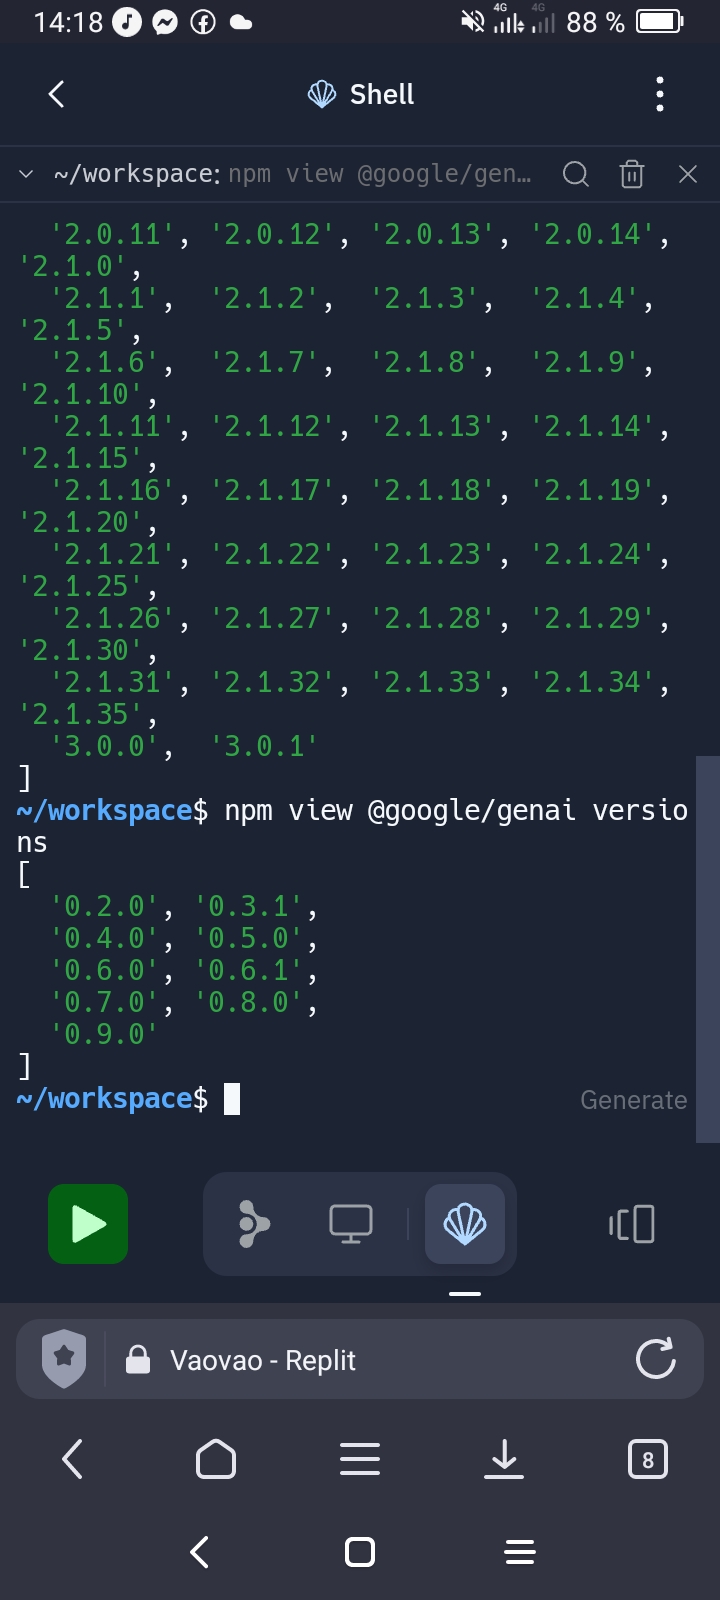 14:18
4G 4G 88 %
Shell
~/workspace: npm view @google/gen…
'2.0.11', '2.0.12', '2.0.13', '2.0.14',
'2.1.0',
'2.1.1', '2.1.2', '2.1.3', '2.1.4',
'2.1.5',
'2.1.6', '2.1.7', '2.1.8', '2.1.9',
'2.1.10',
'2.1.11', '2.1.12', '2.1.13', '2.1.14',
'2.1.15',
'2.1.16', '2.1.17', '2.1.18', '2.1.19',
'2.1.20',
'2.1.21', '2.1.22', '2.1.23', '2.1.24',
'2.1.25',
'2.1.26', '2.1.27', '2.1.28', '2.1.29',
'2.1.30',
'2.1.31', '2.1.32', '2.1.33', '2.1.34',
'2.1.35',
'3.0.0', '3.0.1'
]
~/workspace$ npm view @google/genai versio
ns
[
'0.2.0', '0.3.1',
'0.4.0', '0.5.0',
'0.6.0', '0.6.1',
'0.7.0', '0.8.0',
'0.9.0'
]
~/workspace$
Generate
Vaovao - Replit
8